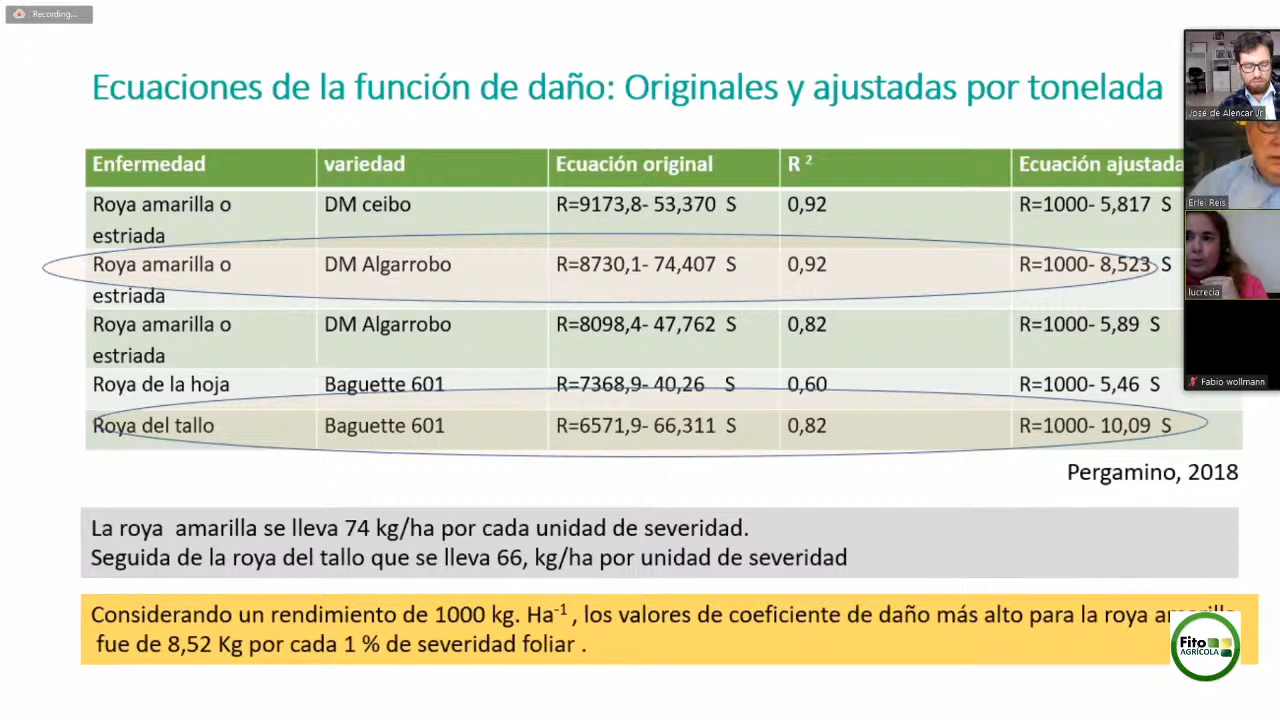 Recording...
Ecuaciones de la función de daño: Originales y ajustadas por tonelada
Enfermedad variedad Ecuación original R ² Ecuación ajustada
Roya amarilla o estriada DM ceibo R=9173,8- 53,370 S 0,92 R=1000- 5,817 S
Roya amarilla o estriada DM Algarrobo R=8730,1- 74,407 S 0,92 R=1000- 8,523 S
Roya amarilla o estriada DM Algarrobo R=8098,4- 47,762 S 0,82 R=1000- 5,89 S
Roya de la hoja Baguette 601 R=7368,9- 40,26 S 0,60 R=1000- 5,46 S
Roya del tallo Baguette 601 R=6571,9- 66,311 S 0,82 R=1000- 10,09 S
Pergamino, 2018
La roya amarilla se lleva 74 kg/ha por cada unidad de severidad.
Seguida de la roya del tallo que se lleva 66, kg/ha por unidad de severidad
Considerando un rendimiento de 1000 kg. Ha⁻¹ , los valores de coeficiente de daño más alto para la roya amarilla
fue de 8,52 Kg por cada 1 % de severidad foliar .
José de Alencar Jr
Erlei Reis
lucrecia
Fabio wollmann
Fito
AGRÍCOLA